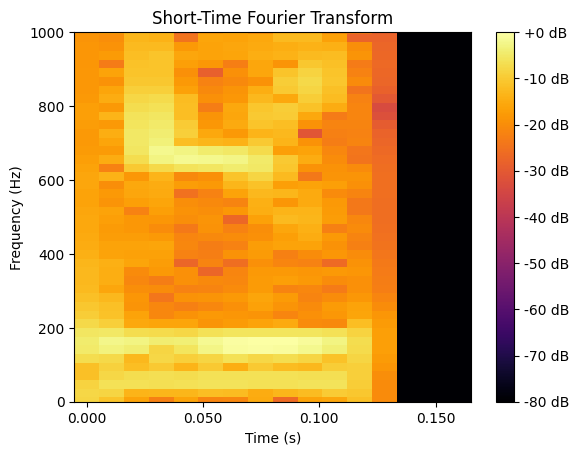 Short-Time Fourier Transform
1000
800
600
400
200
0
Frequency (Hz)
0.000
0.050
0.100
0.150
Time (s)
+0 dB
-10 dB
-20 dB
-30 dB
-40 dB
-50 dB
-60 dB
-70 dB
-80 dB